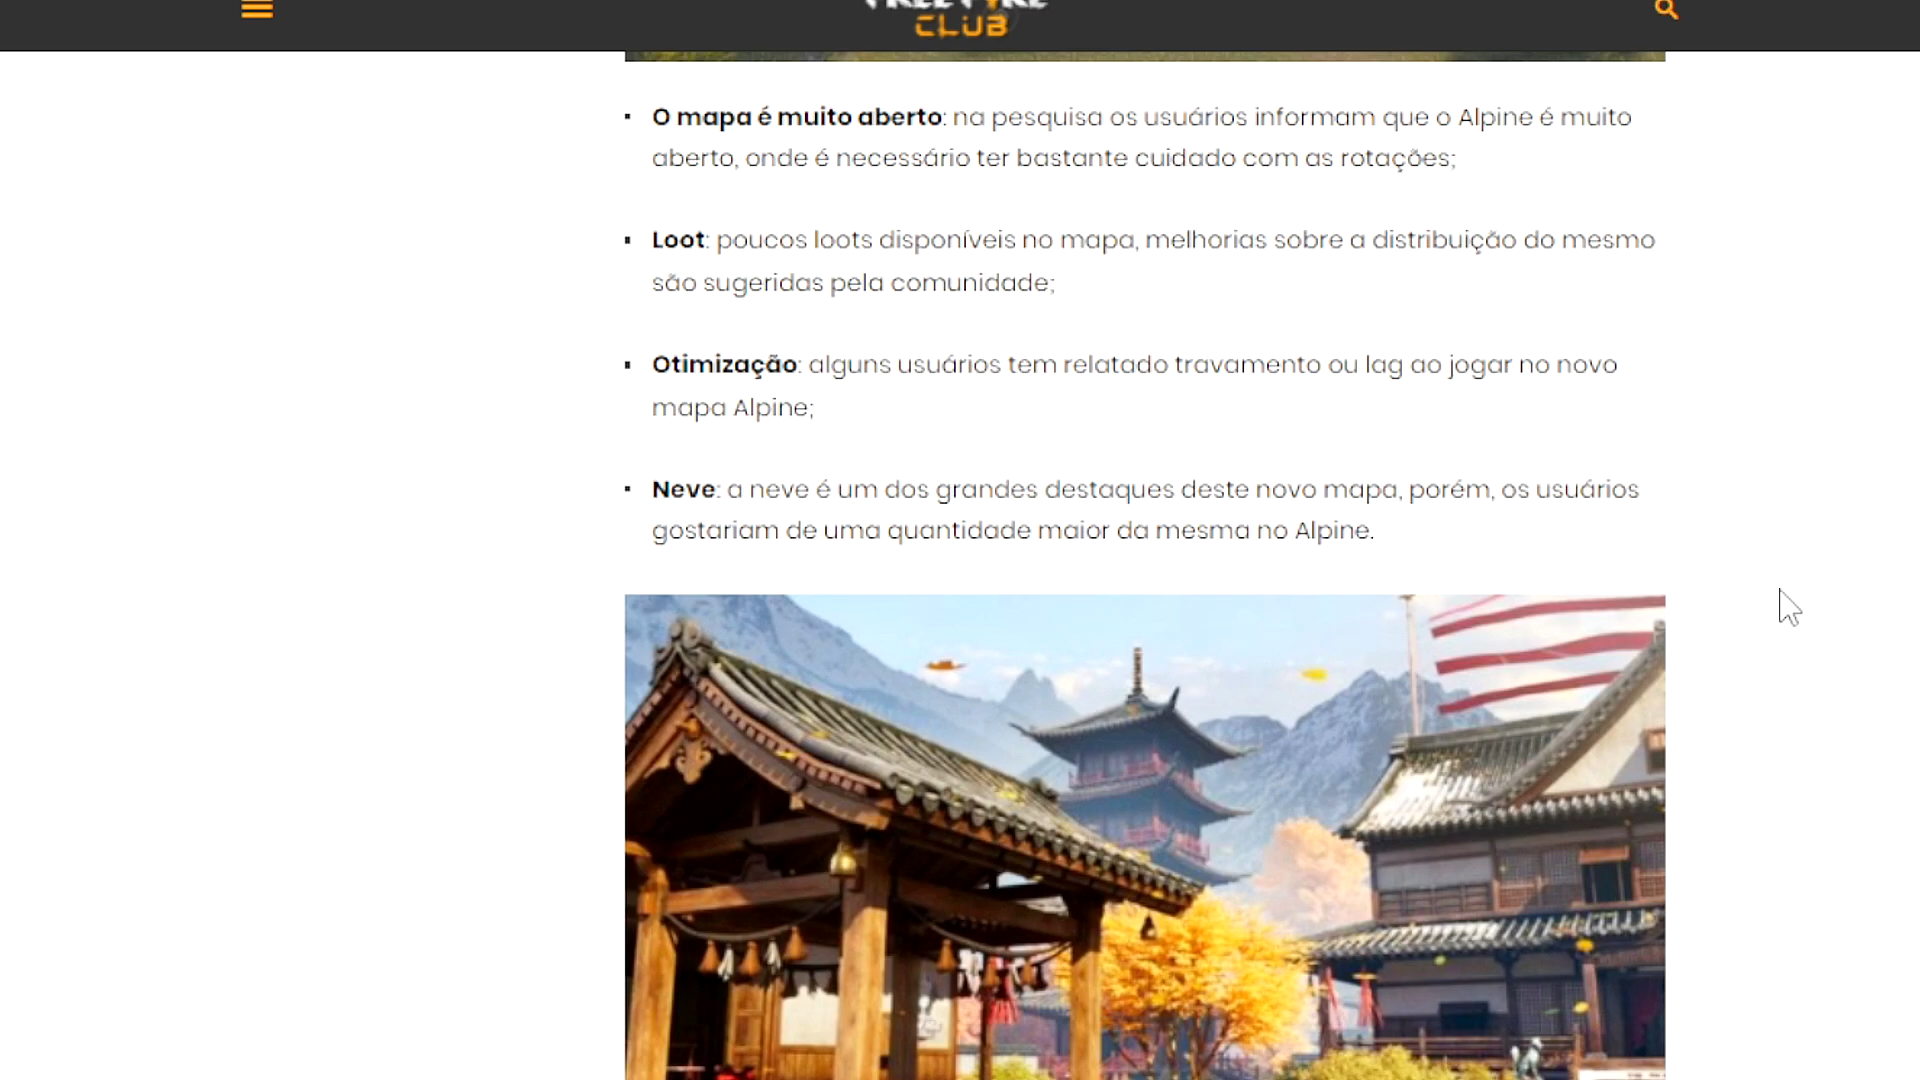 CLUB
▪ O mapa é muito aberto: na pesquisa os usuários informam que o Alpine é muito
aberto, onde é necessário ter bastante cuidado com as rotações;
▪ Loot: poucos loots disponíveis no mapa, melhorias sobre a distribuição do mesmo
são sugeridas pela comunidade;
▪ Otimização: alguns usuários tem relatado travamento ou lag ao jogar no novo
mapa Alpine;
▪ Neve: a neve é um dos grandes destaques deste novo mapa, porém, os usuários
gostariam de uma quantidade maior da mesma no Alpine.